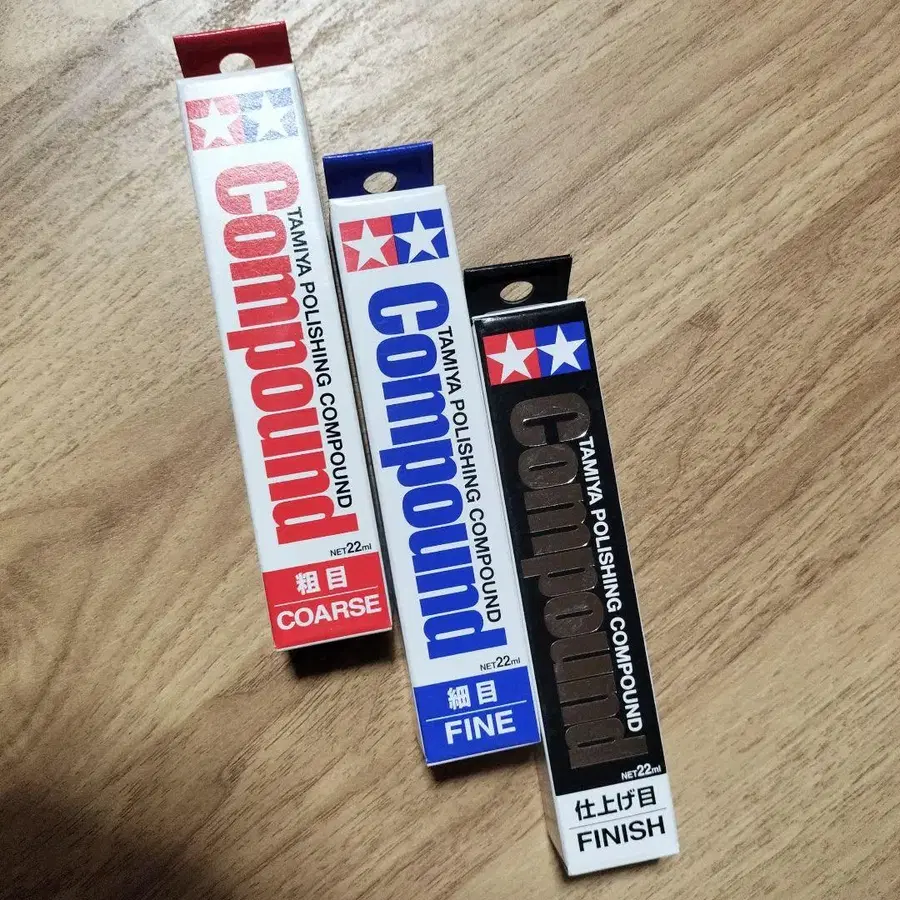 Compound
TAMIYA POLISHING COMPOUND
NET22ml
粗目
COARSE
Compound
TAMIYA POLISHING COMPOUND
NET22ml
細目
FINE
Compound
TAMIYA POLISHING COMPOUND
NET22ml
仕上げ目
FINISH